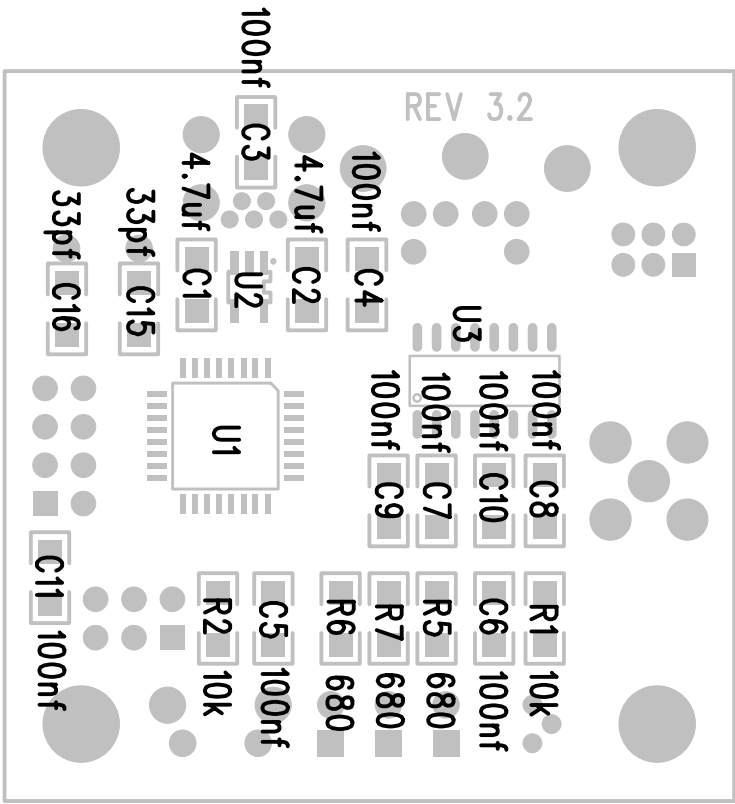 100nf
REV 3.2
C3
4.7uf
4.7uf
100nf
33pf
33pf
C1
U2
C2
C4
C16
C15
U3
100nf
100nf
100nf
100nf
U1
C9
C7
C10
C8
C11
R2
C5
R6
R7
R5
C6
R1
100nf
10k
100nf
680
680
680
100nf
10k